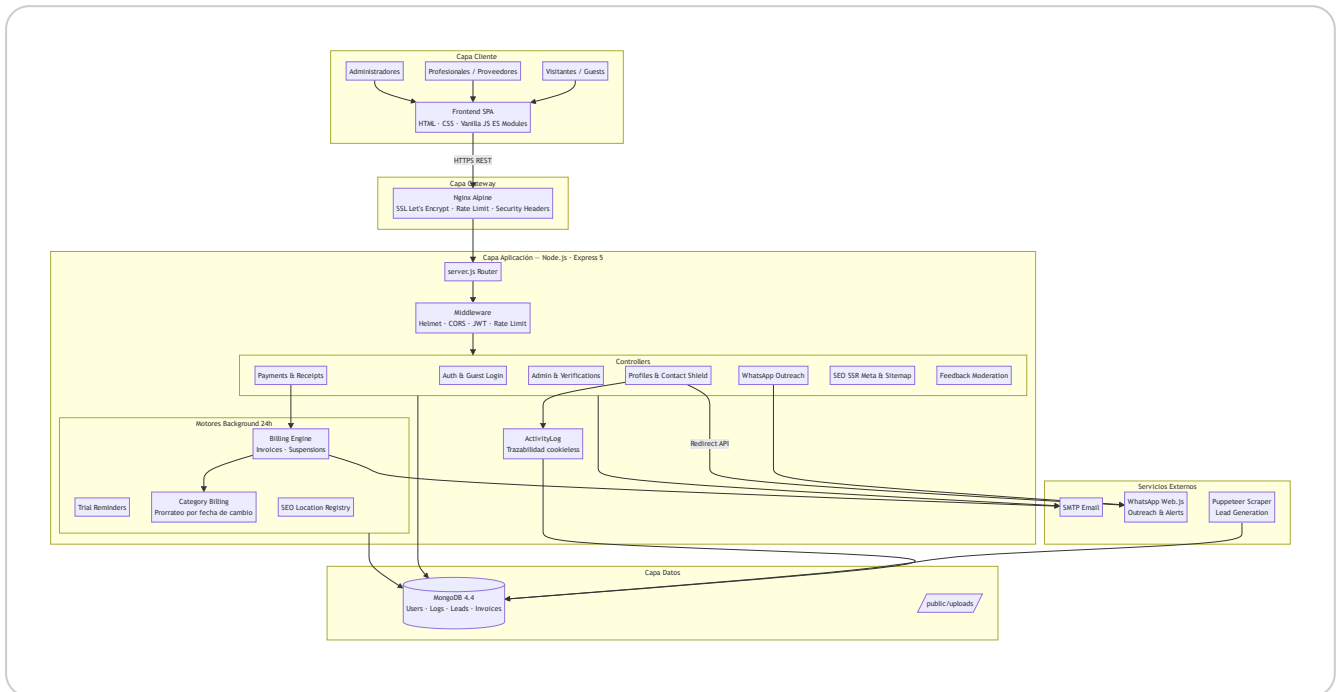 Capa Cliente
Administradores
Profesionales / Proveedores
Visitantes / Guests
Frontend SPA
HTML · CSS · Vanilla JS ES Modules
HTTPS REST
Capa Gateway
Nginx Alpine
SSL Let's Encrypt · Rate Limit · Security Headers
Capa Aplicación — Node.js · Express 5
server.js Router
Middleware
Helmet · CORS · JWT · Rate Limit
Controllers
Payments & Receipts
Auth & Guest Login
Admin & Verifications
Profiles & Contact Shield
WhatsApp Outreach
SEO SSR Meta & Sitemap
Feedback Moderation
Motores Background 24h
Billing Engine
Invoices · Suspensions
ActivityLog
Trazabilidad cookieless
Redirect API
Trial Reminders
Category Billing
Prorrateo por fecha de cambio
SEO Location Registry
Servicios Externos
SMTP Email
WhatsApp Web.js
Outreach & Alerts
Puppeteer Scraper
Lead Generation
Capa Datos
MongoDB 4.4
Users · Logs · Leads · Invoices
public/uploads